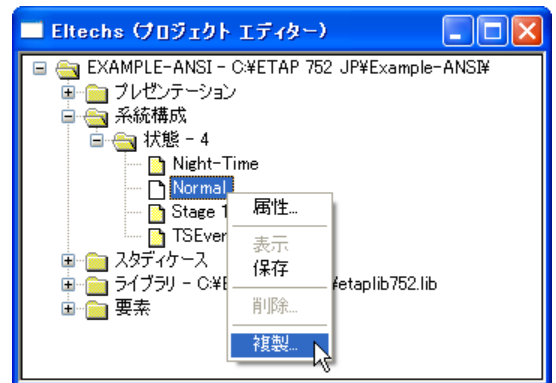 Eltechs (プロジェクト エディター)
EXAMPLE-ANSI - C:¥ETAP 752 JP¥Example-ANSI¥
プレゼンテーション
系統構成
状態 - 4
Night-Time
Normal
Stage 1
TSEver
スタディケース
ライブラリ - C:¥E etaplib752.lib
要素
属性...
表示
保存
削除...
複製...